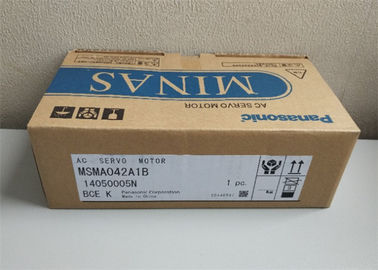 Panasonic
AC SERVO MOTOR
MINAS
AC SERVO MOTOR
MSMA042A1B
14050005N
1 pc.
BCE K Panasonic Corporation
Made in China